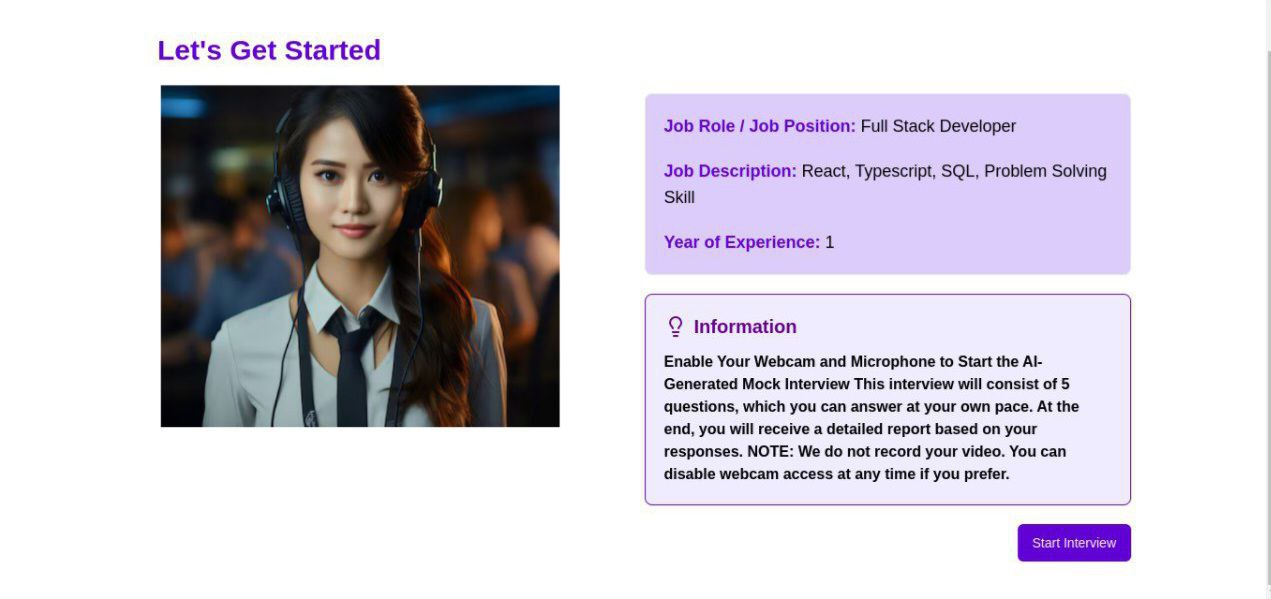 Let's Get Started
Job Role / Job Position: Full Stack Developer
Job Description: React, Typescript, SQL, Problem Solving
Skill
Year of Experience: 1
Information
Enable Your Webcam and Microphone to Start the AI-
Generated Mock Interview This interview will consist of 5
questions, which you can answer at your own pace. At the
end, you will receive a detailed report based on your
responses. NOTE: We do not record your video. You can
disable webcam access at any time if you prefer.
Start Interview